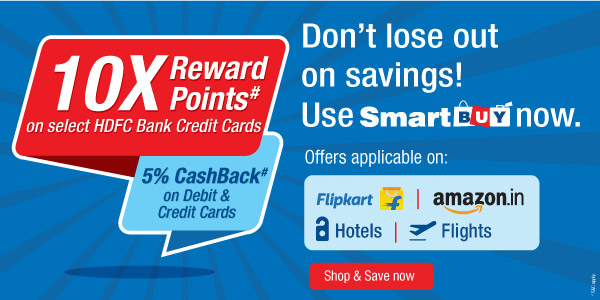 10X Reward
Points#
on select HDFC Bank Credit Cards
5% CashBack#
on Debit &
Credit Cards
Don't lose out
on savings!
Use SmartBUY now.
Offers applicable on:
Flipkart | amazon.in
Hotels | Flights
Shop & Save now